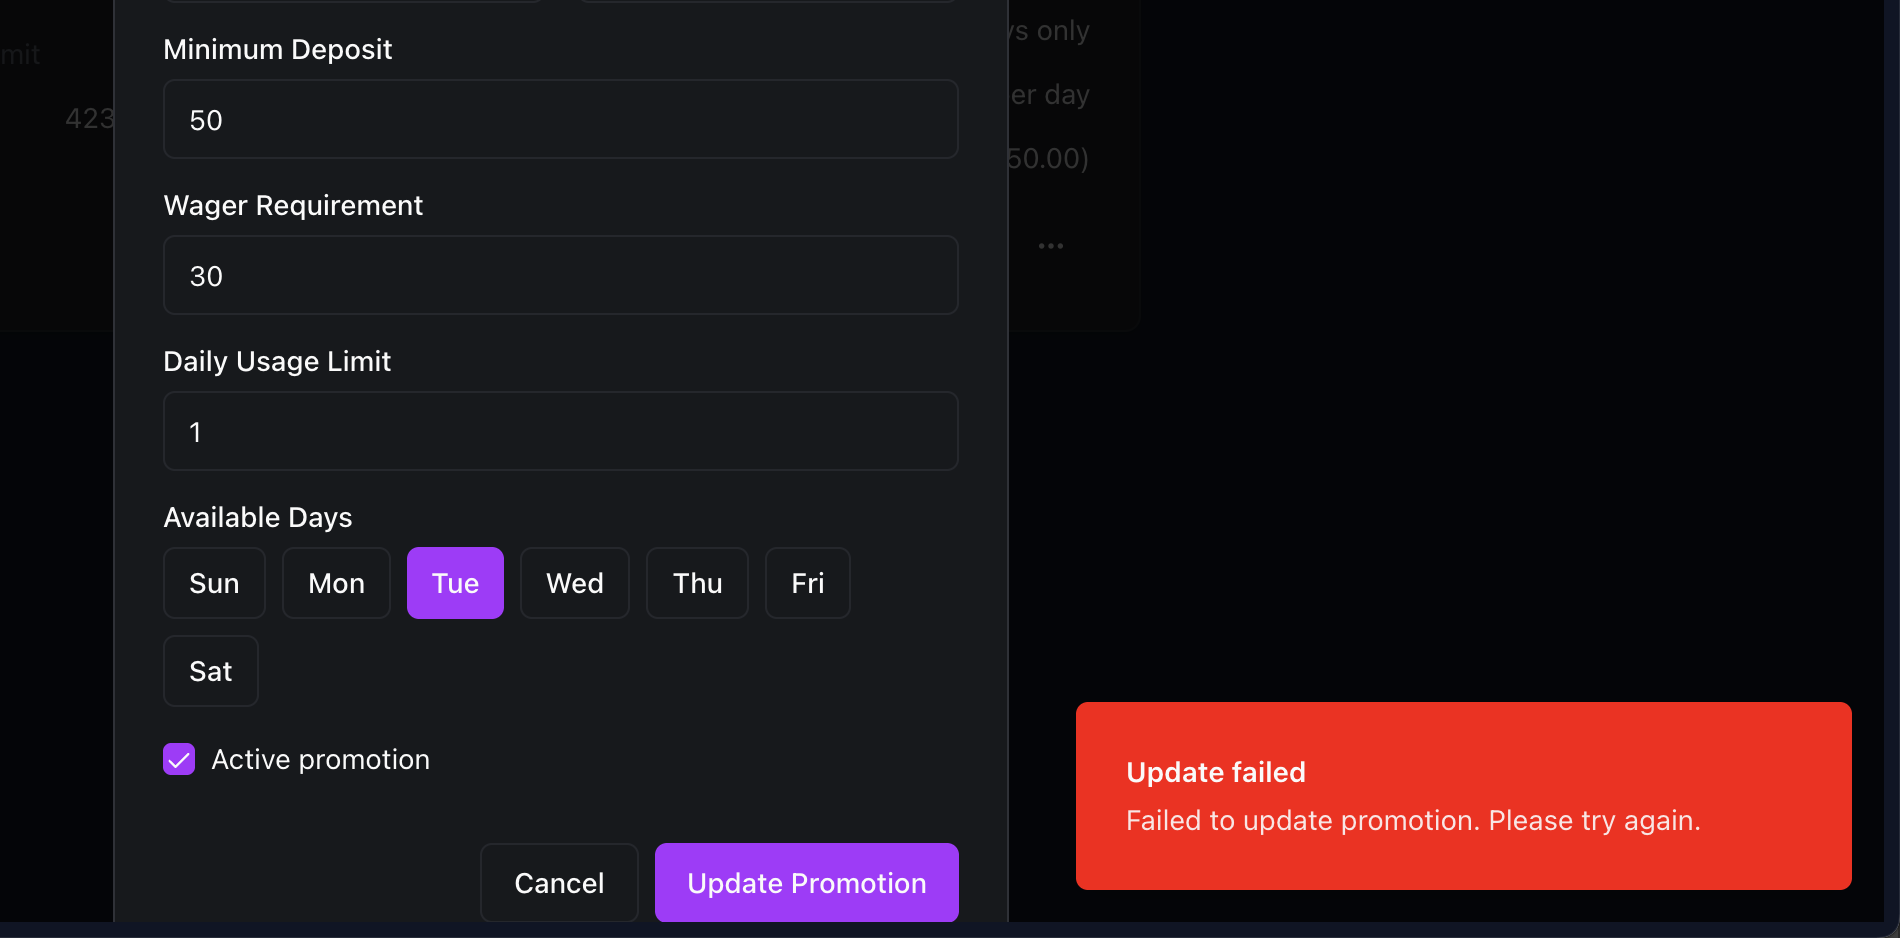 mit
423
ys only
er day
50.00)
...
Minimum Deposit
50
Wager Requirement
30
Daily Usage Limit
1
Available Days
Sun Mon Tue Wed Thu Fri
Sat
Active promotion
Cancel Update Promotion
Update failed
Failed to update promotion. Please try again.